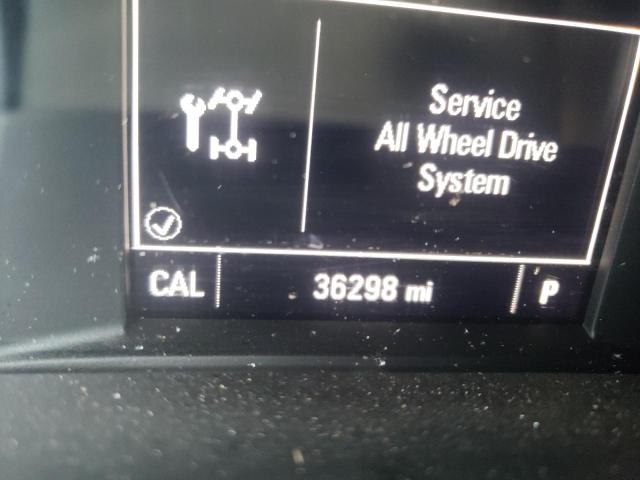 Service
All Wheel Drive
System
CAL 36298 mi P